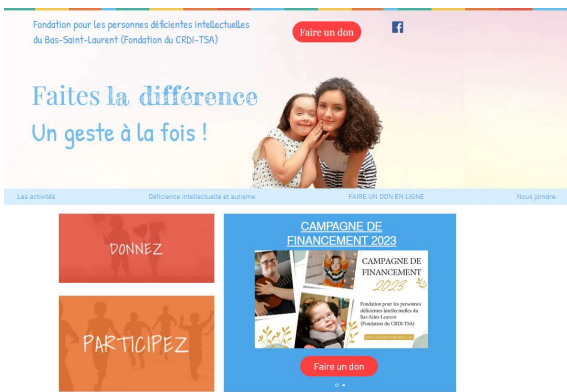 Fondation pour les personnes déficientes intellectuelles
du Bas-Saint-Laurent (Fondation du CRDI-TSA)
Faire un don
Faites la différence
Un geste à la fois !
Les activités
Déficience intellectuelle et autisme
FAIRE UN DON EN LIGNE
Nous joindre
DONNEZ
PARTICIPEZ
CAMPAGNE DE
FINANCEMENT 2023
CAMPAGNE DE
FINANCEMENT
2023
Fondation pour les personnes
déficientes intellectuelles du
Bas-Saint-Laurent
(Fondation du CRDI-TSA)
Faire un don